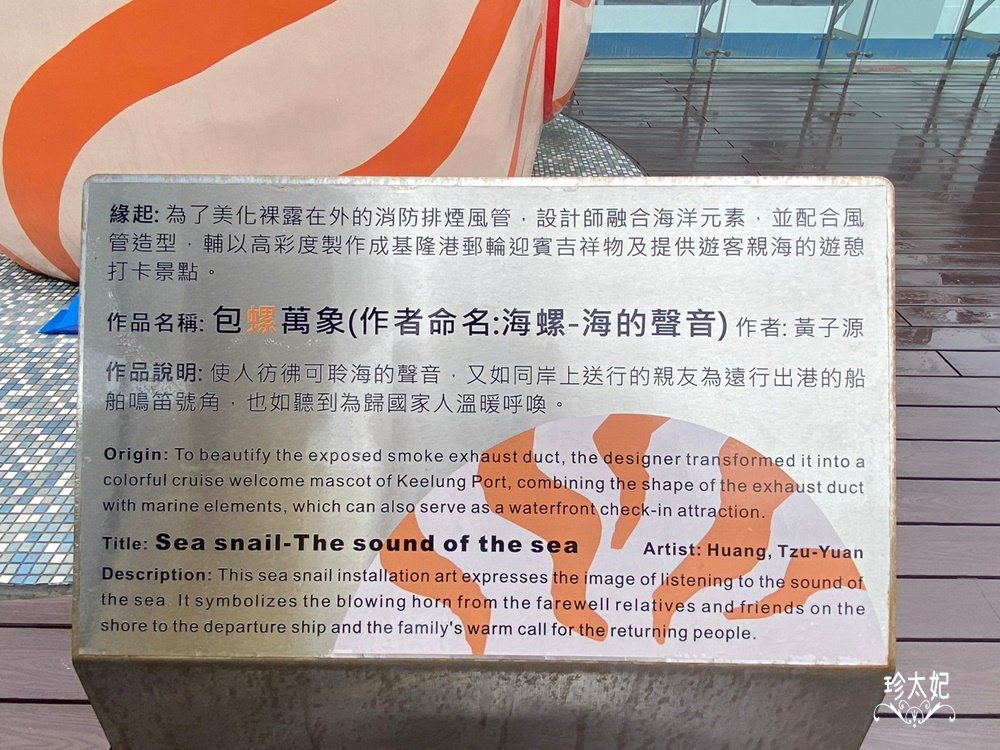 緣起: 為了美化裸露在外的消防排煙風管，設計師融合海洋元素，並配合風
管造型，輔以高彩度製作成基隆港郵輪迎賓吉祥物及提供遊客親海的遊憩
打卡景點。
作品名稱: 包螺萬象(作者命名:海螺-海的聲音) 作者: 黃子源
作品說明: 使人彷彿可聆海的聲音，又如同岸上送行的親友為遠行出港的船
舶鳴笛號角，也如聽到為歸國家人溫暖呼喚。
Origin: To beautify the exposed smoke exhaust duct, the designer transformed it into a
colorful cruise welcome mascot of Keelung Port, combining the shape of the exhaust duct
with marine elements, which can also serve as a waterfront check-in attraction.
Title: Sea snail-The sound of the sea Artist: Huang, Tzu-Yuan
Description: This sea snail installation art expresses the image of listening to the sound of
the sea. It symbolizes the blowing horn from the farewell relatives and friends on the
shore to the departure ship and the family's warm call for the returning people.
珍太妃